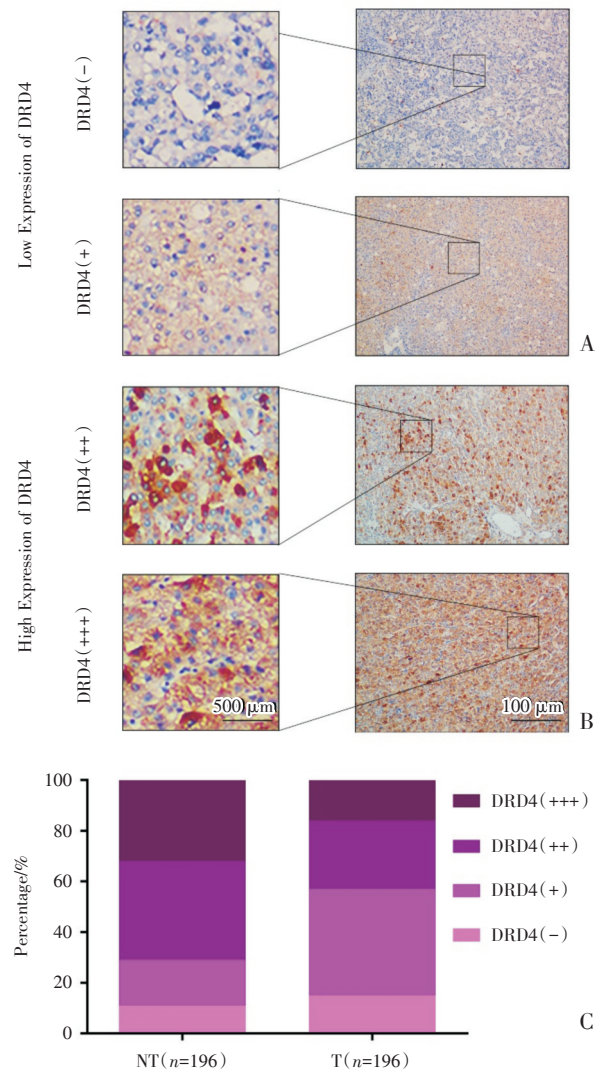 Low Expression of DRD4
DRD4(-)
DRD4(+)
A
High Expression of DRD4
DRD4(++)
DRD4(+++)
500 μm
100 μm
B
Percentage/%
100
80
60
40
20
0
NT(n=196)
T(n=196)
DRD4(+++)
DRD4(++)
DRD4(+)
DRD4(-)
C